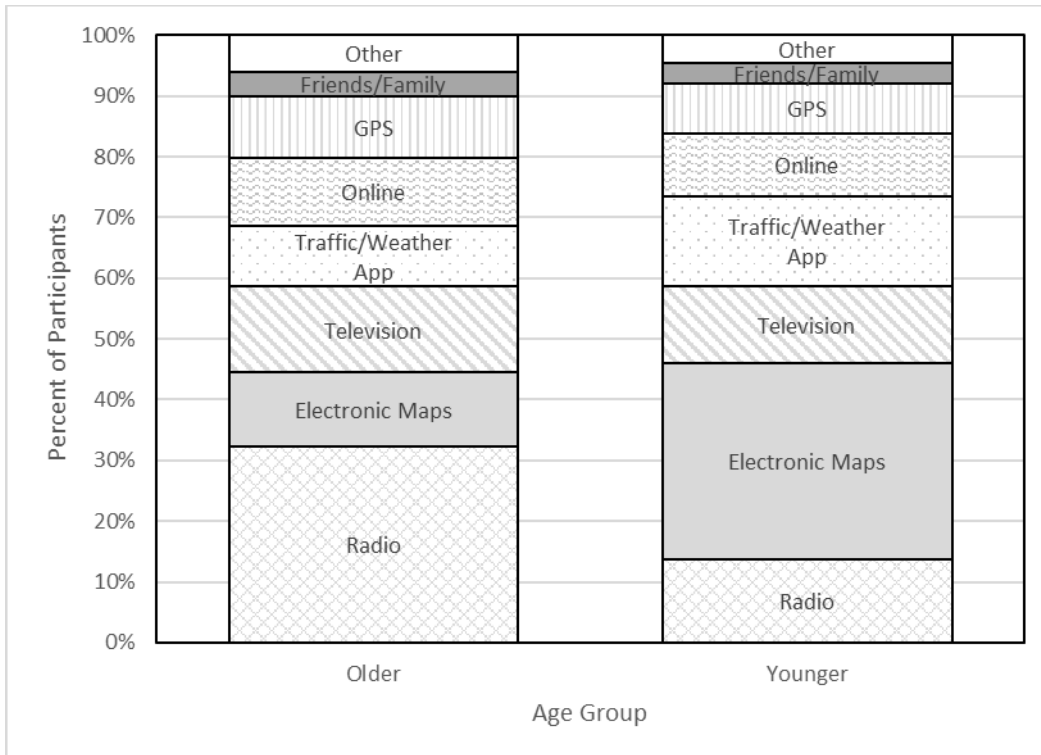 100%
90%
80%
70%
60%
50%
40%
30%
20%
10%
0%
Percent of Participants
Other
Friends/Family
GPS
Online
Traffic/Weather
App
Television
Electronic Maps
Radio
Other
Friends/Family
GPS
Online
Traffic/Weather
App
Television
Electronic Maps
Radio
Older
Younger
Age Group